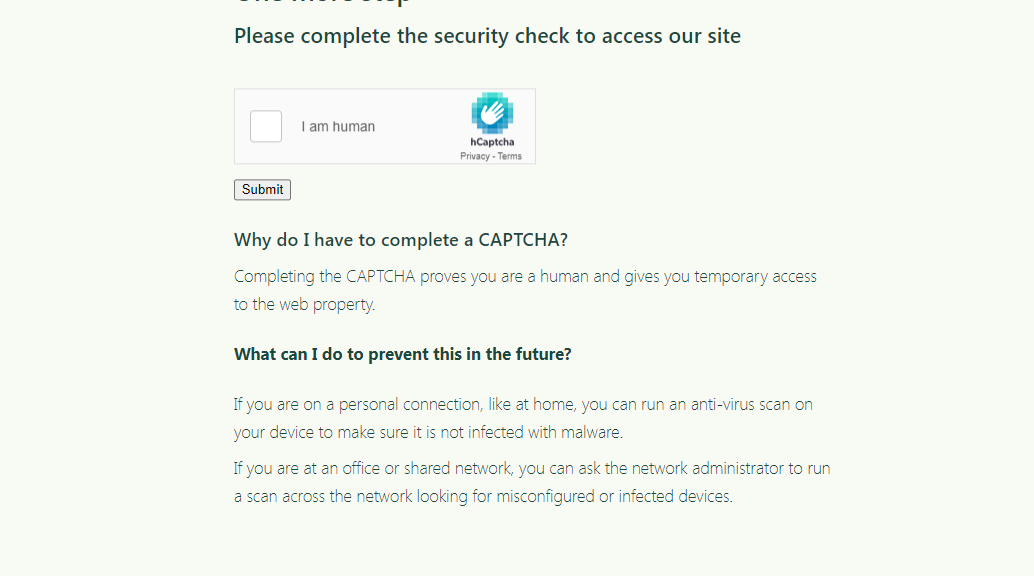 One more step
Please complete the security check to access our site
I am human
hCaptcha
Privacy - Terms
Submit
Why do I have to complete a CAPTCHA?
Completing the CAPTCHA proves you are a human and gives you temporary access
to the web property.
What can I do to prevent this in the future?
If you are on a personal connection, like at home, you can run an anti-virus scan on
your device to make sure it is not infected with malware.
If you are at an office or shared network, you can ask the network administrator to run
a scan across the network looking for misconfigured or infected devices.